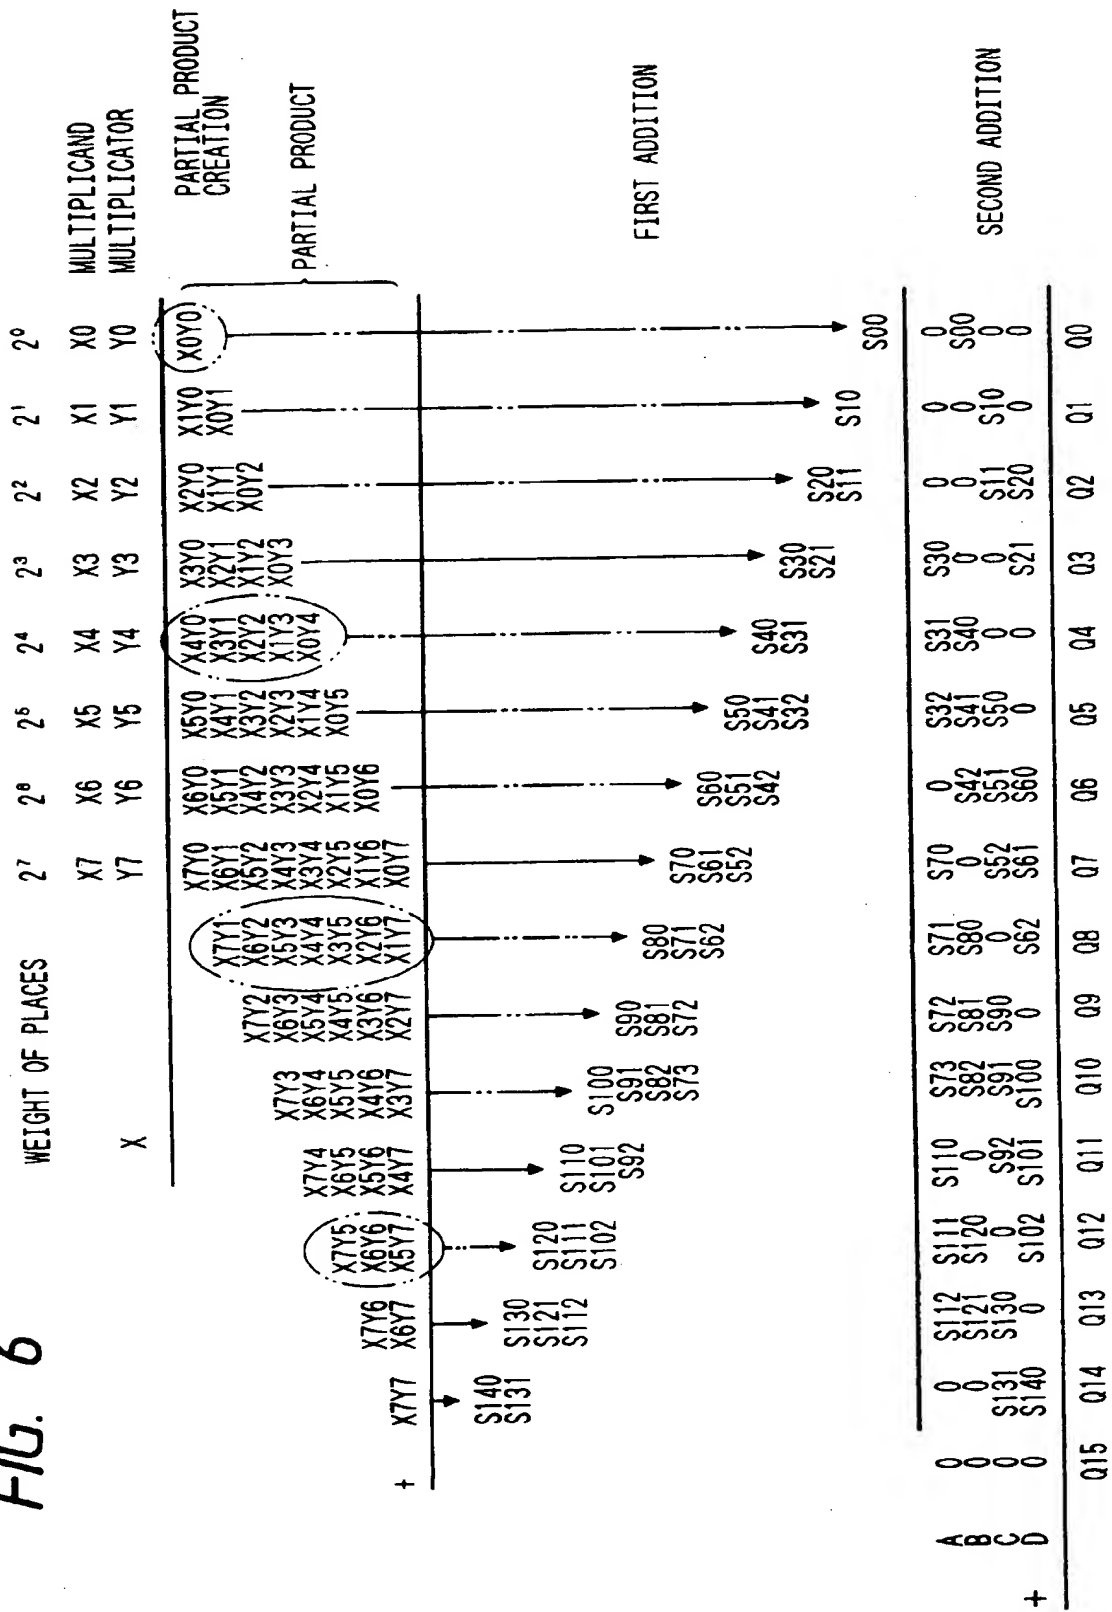 FIG. 6
WEIGHT OF PLACES 2⁷ 2⁶ 2⁵ 2⁴ 2³ 2² 2¹ 2⁰
X7 X6 X5 X4 X3 X2 X1 X0 MULTIPLICAND
X Y7 Y6 Y5 Y4 Y3 Y2 Y1 Y0 MULTIPLICATOR
X7Y0 X6Y0 X5Y0 X4Y0 X3Y0 X2Y0 X1Y0 X0Y0 PARTIAL PRODUCT
X7Y1 X6Y1 X5Y1 X4Y1 X3Y1 X2Y1 X1Y1 X0Y1 CREATION
X7Y2 X6Y2 X5Y2 X4Y2 X3Y2 X2Y2 X1Y2 X0Y2
X7Y3 X6Y3 X5Y3 X4Y3 X3Y3 X2Y3 X1Y3 X0Y3
X7Y4 X6Y4 X5Y4 X4Y4 X3Y4 X2Y4 X1Y4 X0Y4 PARTIAL PRODUCT
X7Y5 X6Y5 X5Y5 X4Y5 X3Y5 X2Y5 X1Y5 X0Y5
X7Y6 X6Y6 X5Y6 X4Y6 X3Y6 X2Y6 X1Y6 X0Y6
+ X7Y7 X6Y7 X5Y7 X4Y7 X3Y7 X2Y7 X1Y7 X0Y7
S140
S131 S130
S121 S120
S112 S111 S110
S102 S101 S100
S92 S91 S90
FIRST ADDITION
S82 S81 S80
S73 S72 S71 S70
S62 S61 S60
S52 S51 S50
S42 S41 S40
S32 S31 S30
S21 S20
S11 S10
S00
A 0 0 S112 S111 S110 S73 S72 S71 S70 0 S32 S31 S30 0 0 0
B 0 0 S121 S120 0 S82 S81 S80 0 S42 S41 S40 0 0 0 S00
C 0 S131 S130 0 S92 S91 S90 0 S52 S51 S50 0 0 S11 S10 0 SECOND ADDITION
+ D 0 S140 0 S102 S101 S100 0 S62 S61 S60 0 0 S21 S20 0 0
Q15 Q14 Q13 Q12 Q11 Q10 Q9 Q8 Q7 Q6 Q5 Q4 Q3 Q2 Q1 Q0